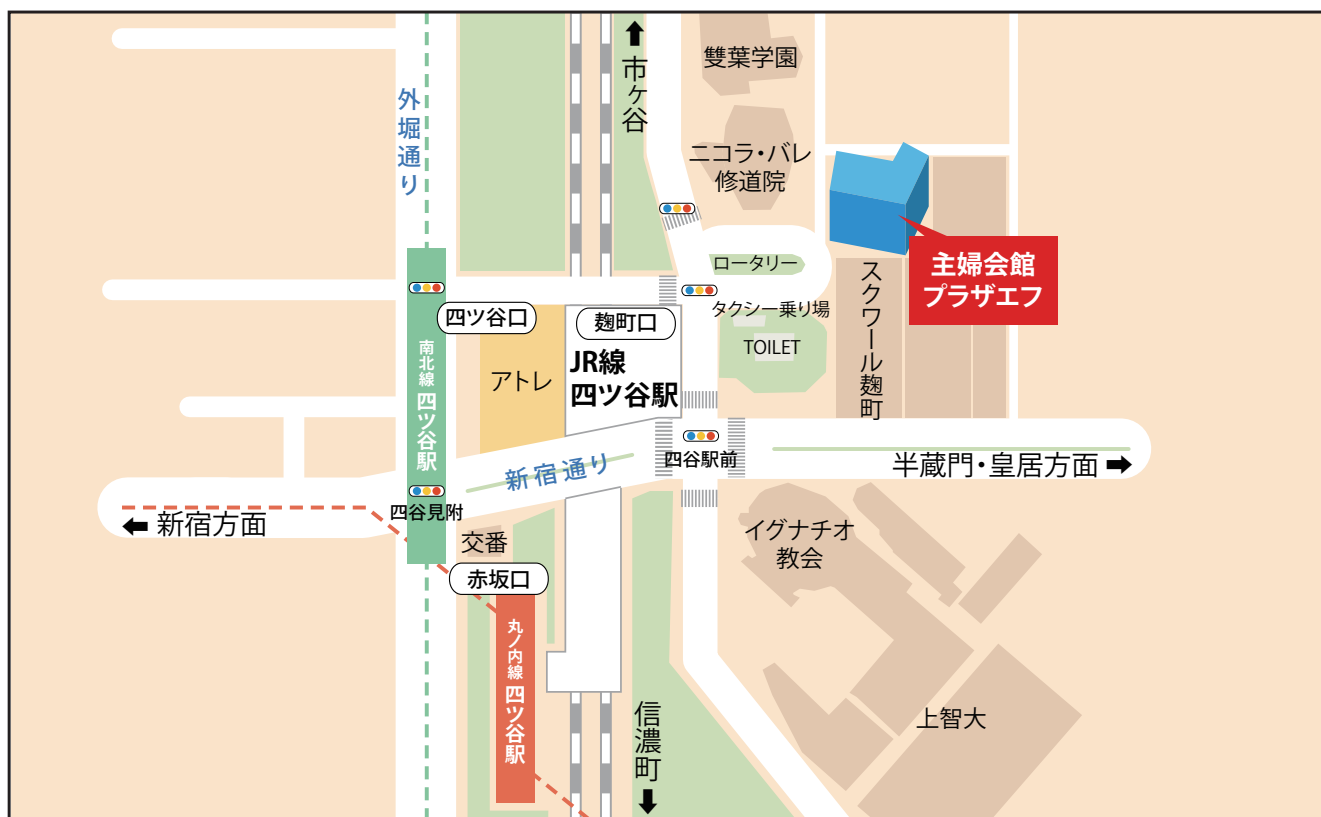 雙葉学園
市ヶ谷
外堀通り
ニコラ・バレ
修道院
主婦会館
プラザエフ
ロータリー
タクシー乗り場
TOILET
スクワール麹町
四ツ谷口
麹町口
JR線
四ツ谷駅
アトレ
南北線 四ツ谷駅
新宿通り
四谷駅前
半蔵門・皇居方面
四谷見附
新宿方面
交番
赤坂口
イグナチオ
教会
丸ノ内線 四ツ谷駅
信濃町
上智大